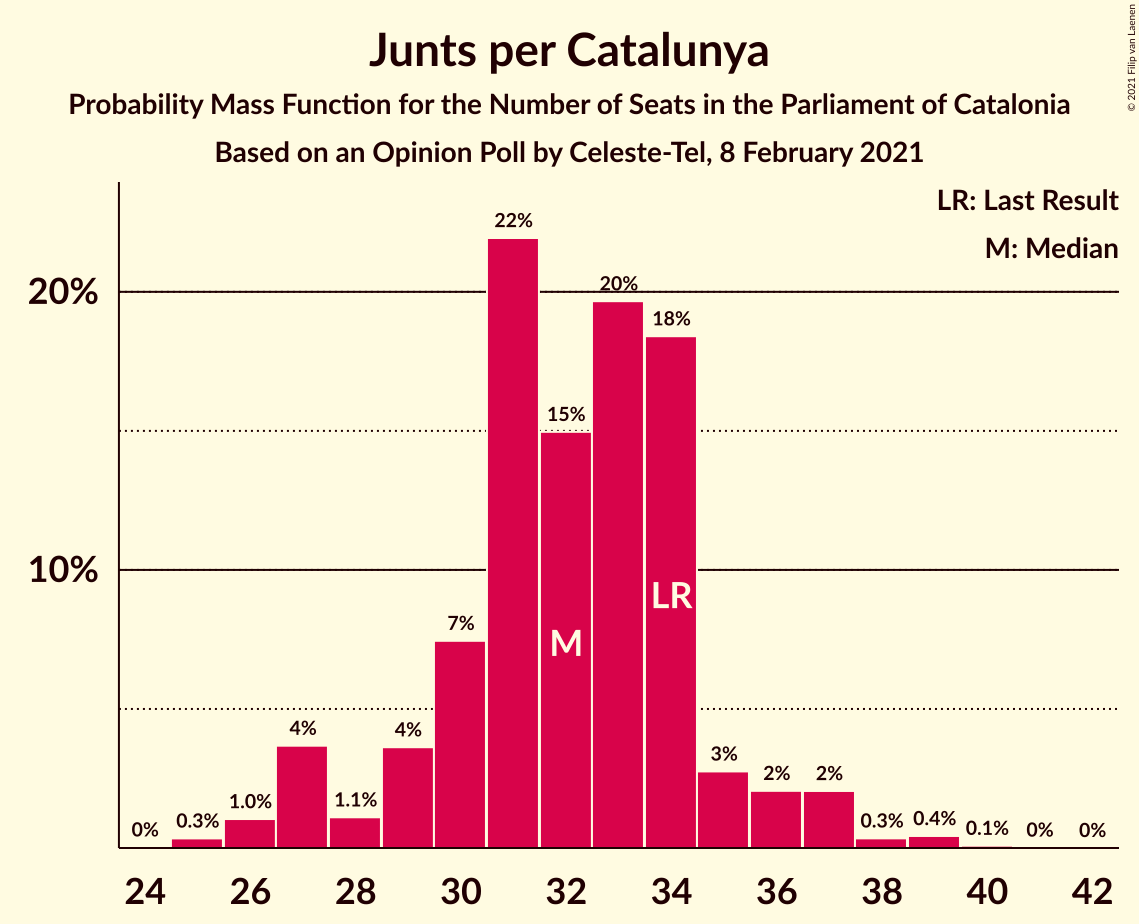 Junts per Catalunya
Probability Mass Function for the Number of Seats in the Parliament of Catalonia
Based on an Opinion Poll by Celeste-Tel, 8 February 2021
© 2021 Filip van Laenen
LR: Last Result
M: Median
20%
10%
0%
0.3%
1.0%
4%
1.1%
4%
7%
22%
15%
20%
18%
3%
2%
2%
0.3%
0.4%
0.1%
0%
0%
M
LR
24 26 28 30 32 34 36 38 40 42